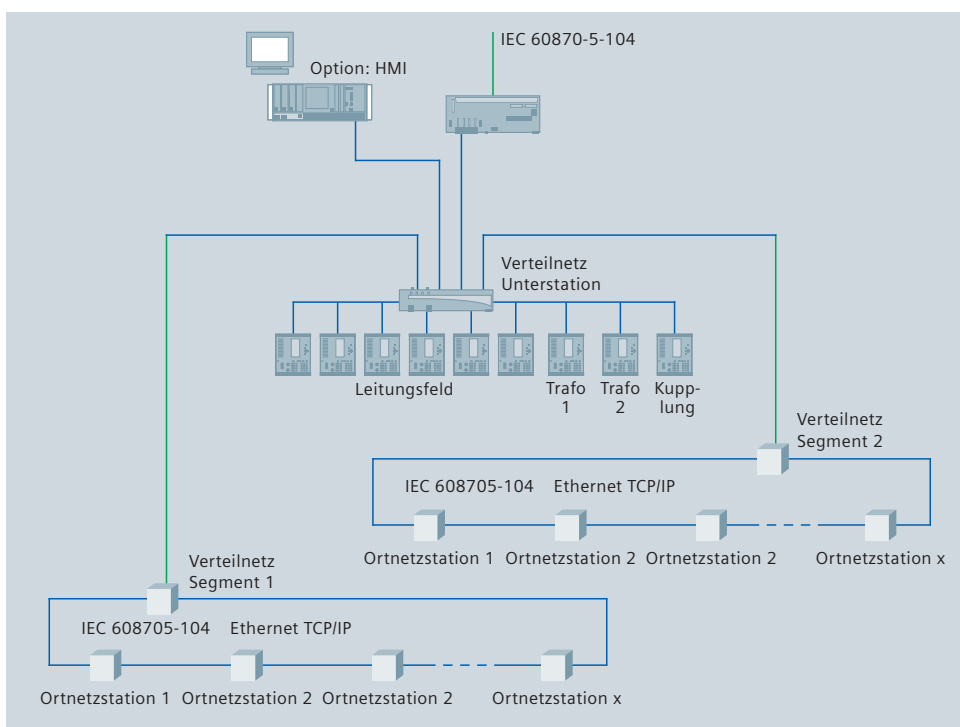 IEC 60870-5-104
Option: HMI
Verteilnetz
Unterstation
Leitungsfeld
Trafo
1
Trafo
2
Kupp-
lung
Verteilnetz
Segment 2
IEC 608705-104 Ethernet TCP/IP
Ortnetzstation 1 Ortnetzstation 2 Ortnetzstation 2 Ortnetzstation x
Verteilnetz
Segment 1
IEC 608705-104 Ethernet TCP/IP
Ortnetzstation 1 Ortnetzstation 2 Ortnetzstation 2 Ortnetzstation x